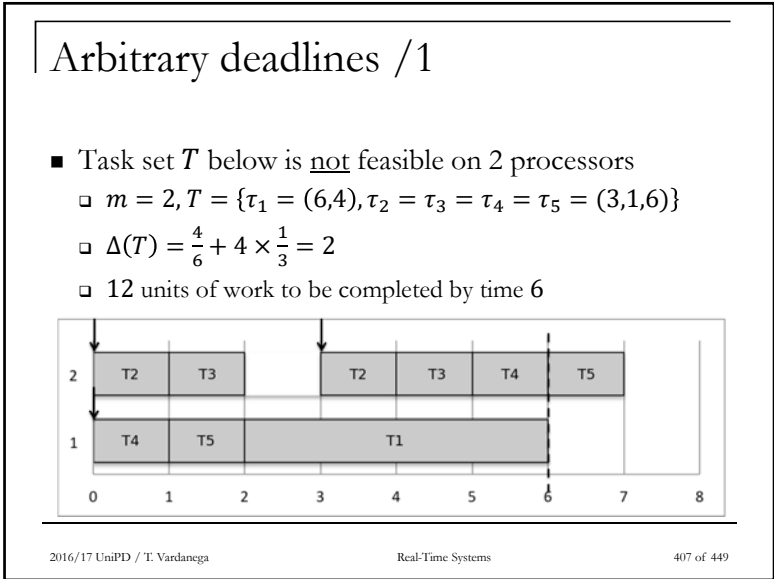 Arbitrary deadlines /1
■ Task set T below is not feasible on 2 processors
❑ m = 2, T = {τ₁ = (6,4), τ₂ = τ₃ = τ₄ = τ₅ = (3,1,6)}
❑ Δ(T) = 4/6 + 4 × 1/3 = 2
❑ 12 units of work to be completed by time 6
2 T2 T3 T2 T3 T4 T5
1 T4 T5 T1
0 1 2 3 4 5 6 7 8
2016/17 UniPD / T. Vardanega Real-Time Systems 407 of 449